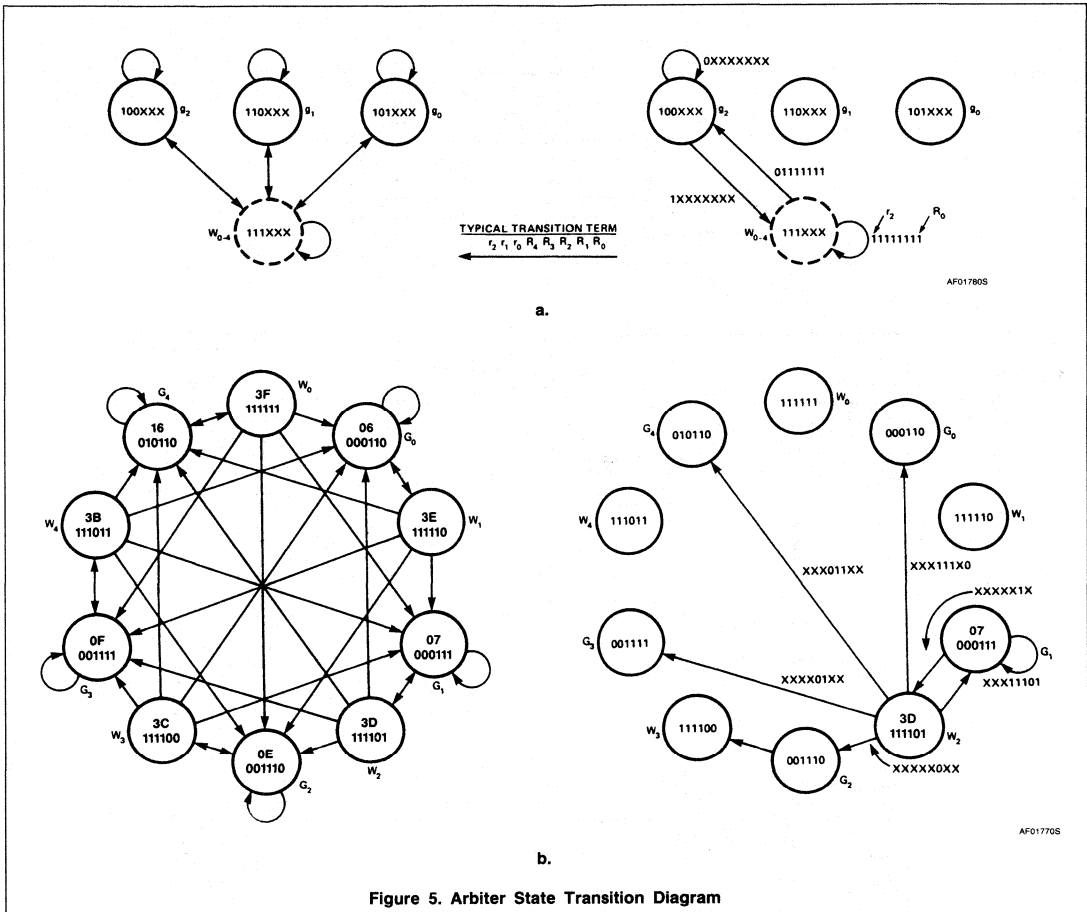 100XXX g₂
110XXX g₁
101XXX g₀
W₀₋₄ 111XXX
TYPICAL TRANSITION TERM
r₂ r₁ r₀ R₄ R₃ R₂ R₁ R₀
0XXXXXXX
100XXX g₂
110XXX g₁
101XXX g₀
01111111
1XXXXXXX
r₂ R₀
W₀₋₄ 111XXX
11111111
AF01780S
a.
3F
111111
W₀
G₄
16
010110
06
000110
G₀
W₄
3B
111011
3E
111110
W₁
0F
001111
G₃
07
000111
G₁
W₃
3C
111100
3D
111101
W₂
0E
001110
G₂
111111 W₀
G₄ 010110
000110 G₀
W₄ 111011
111110 W₁
XXX011XX
XXX111X0
XXXXXX1X
G₃ 001111
07
000111
G₁
XXXX01XX
XXX11101
W₃ 111100
3D
111101
W₂
001110
G₂
XXXXX0XX
AF01770S
b.
Figure 5. Arbiter State Transition Diagram